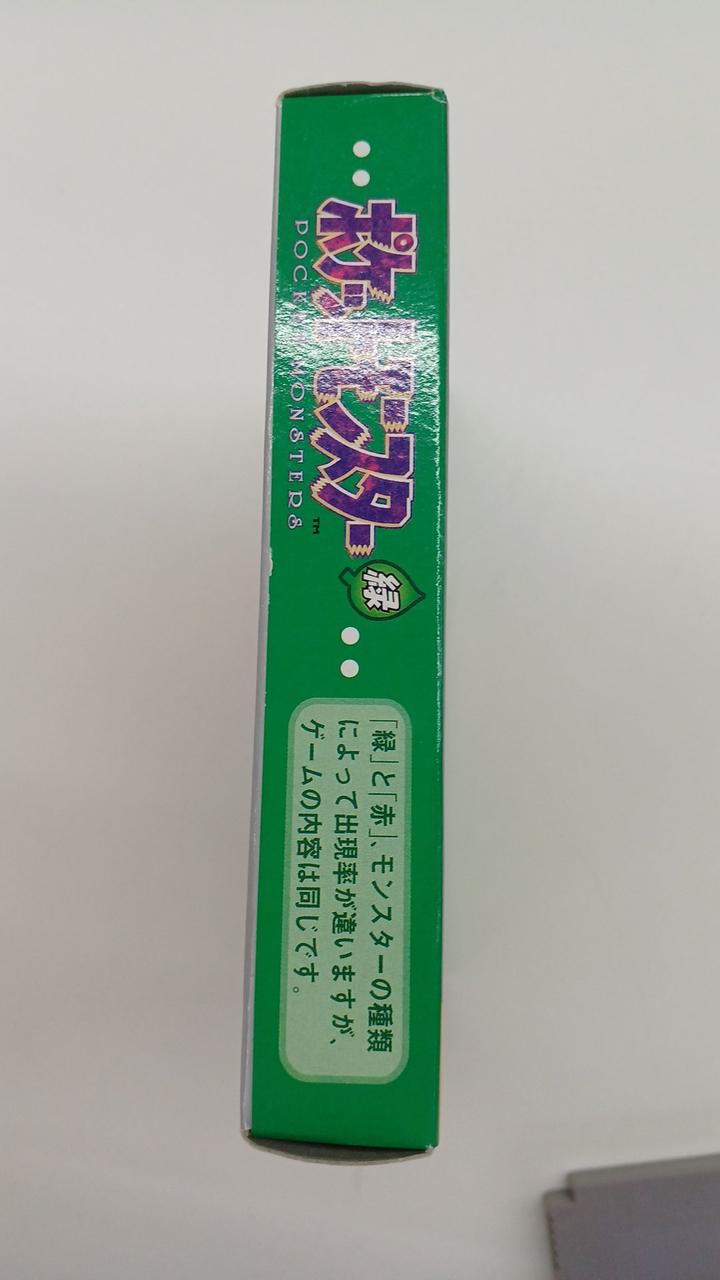 ポケットモンスター
POCKET MONSTERS
TM
緑
「緑」と「赤」、モンスターの種類
によって出現率が違いますが、
ゲームの内容は同じです。